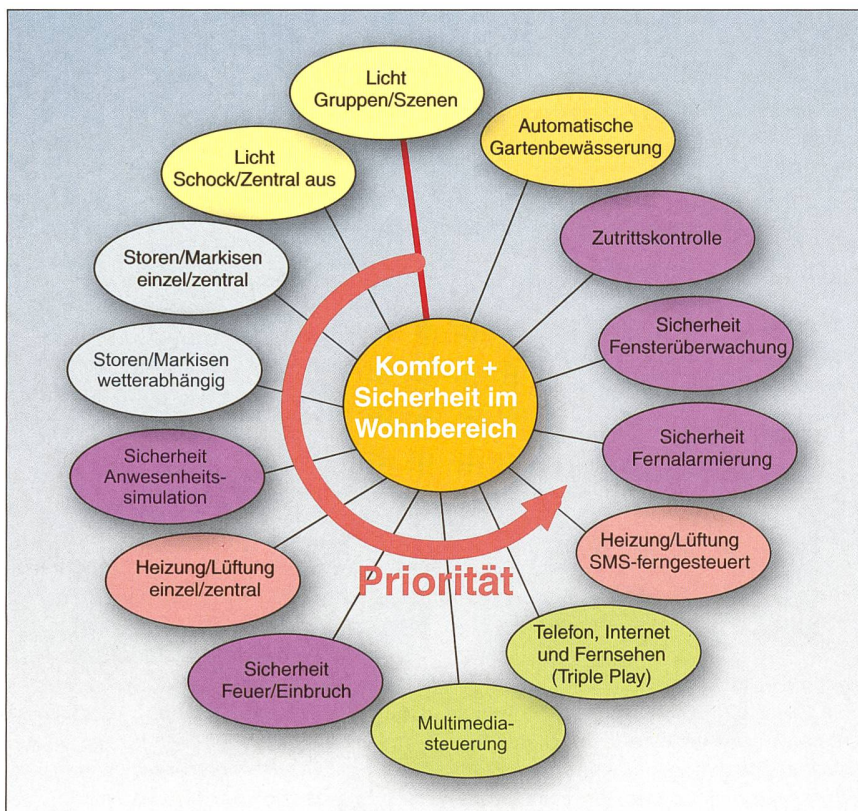 Licht
Gruppen/Szenen
Licht
Schock/Zentral aus
Storen/Markisen
einzel/zentral
Storen/Markisen
wetterabhängig
Sicherheit
Anwesenheits-
simulation
Heizung/Lüftung
einzel/zentral
Sicherheit
Feuer/Einbruch
Multimedia-
steuerung
Telefon, Internet
und Fernsehen
(Triple Play)
Heizung/Lüftung
SMS-ferngesteuert
Sicherheit
Fernalarmierung
Sicherheit
Fensterüberwachung
Zutrittskontrolle
Automatische
Gartenbewässerung
Komfort +
Sicherheit im
Wohnbereich
Priorität